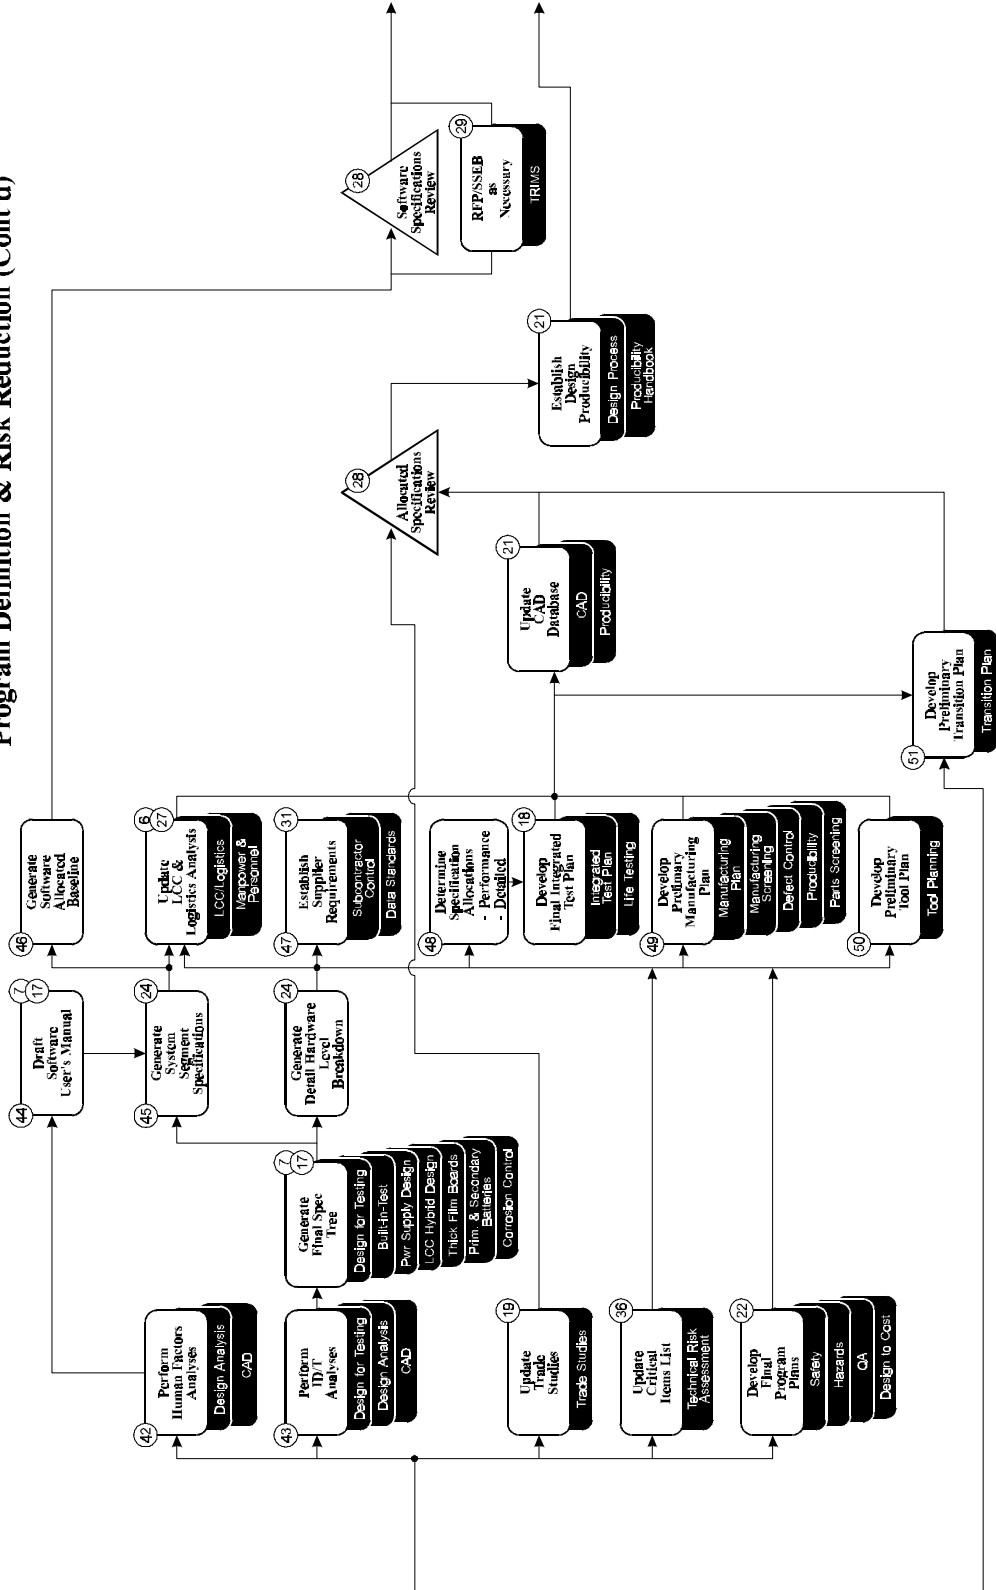 Program Definition & Risk Reduction (Cont'd)
42
Perform
Human Factors
Analyses
Design Analysis
CAD
43
Perform
ID/T
Analyses
Design for Testing
Design Analysis
CAD
19
Update
Trade
Studies
Trade Studies
36
Update
Critical
Items List
Technical Risk
Assessment
22
Develop
Final
Program
Plans
Safety
Hazards
QA
Design to Cost
7
17
Generate
Final Spec
Tree
Design for Testing
Built-in-Test
Pwr Supply Design
LCC Hybrid Design
Thick Film Boards
Prim. & Secondary
Batteries
Corrosion Control
44
7
17
Draft
Software
User's Manual
45
24
Generate
System
Segment
Specifications
24
Generate
Detail Hardware
Level
Breakdown
46
Generate
Software
Allocated
Baseline
6
27
Update
LCC &
Logistics Analysis
LCC/Logistics
Manpower &
Personnel
47
31
Establish
Supplier
Requirements
Subcontractor
Control
Data Standards
48
Determine
Specification
Allocations
- Performance
- Detailed
18
Develop
Final Integrated
Test Plan
Integrated
Test Plan
Life Testing
49
Develop
Prelimary
Manufacturing
Plan
Manufacturing
Plan
Manufacturing
Screening
Defect Control
Producibility
Parts Screening
50
Develop
Preliminary
Tool Plan
Tool Planning
51
Develop
Preliminary
Transition Plan
Transition Plan
21
Update
CAD
Database
CAD
Producibility
28
Allocated
Specifications
Review
21
Establish
Design
Producibility
Design Process
Producibility
Handbook
28
Software
Specifications
Review
29
RFP/SSEB
as
Necessary
TRIMS